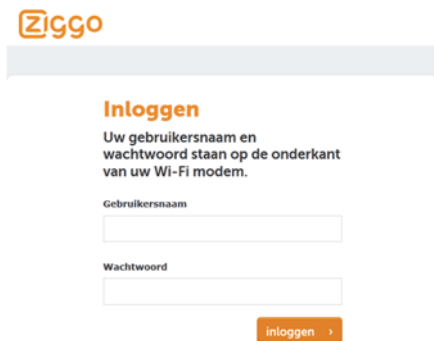 ziggo
Inloggen
Uw gebruikersnaam en
wachtwoord staan op de onderkant
van uw Wi-Fi modem.
Gebruikersnaam
Wachtwoord
inloggen ›